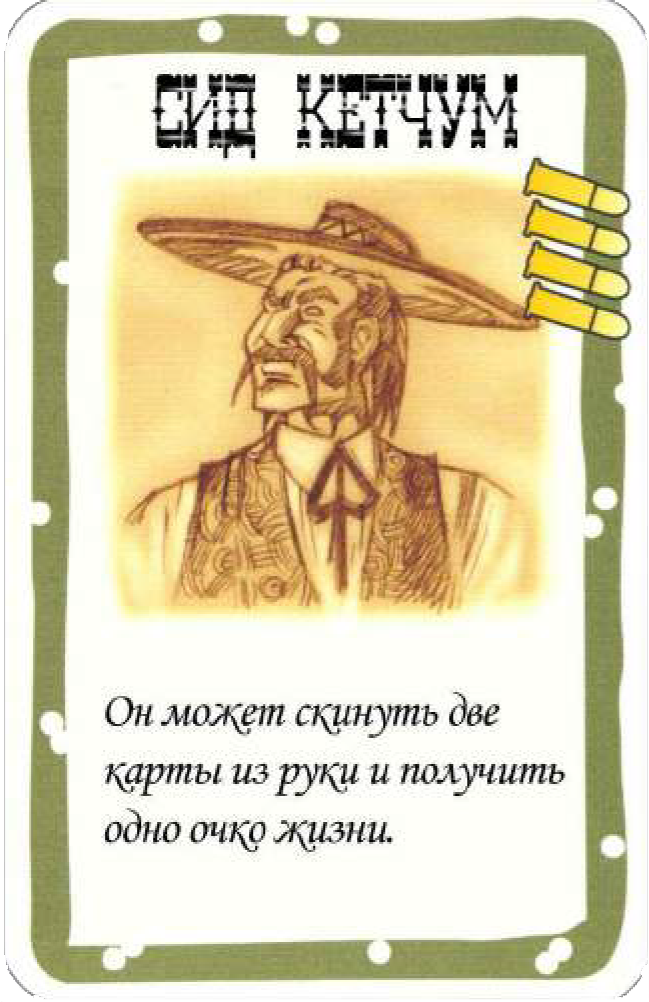 СИД КЕТЧУМ
Он может скинуть две
карты из руки и получить
одно очко жизни.